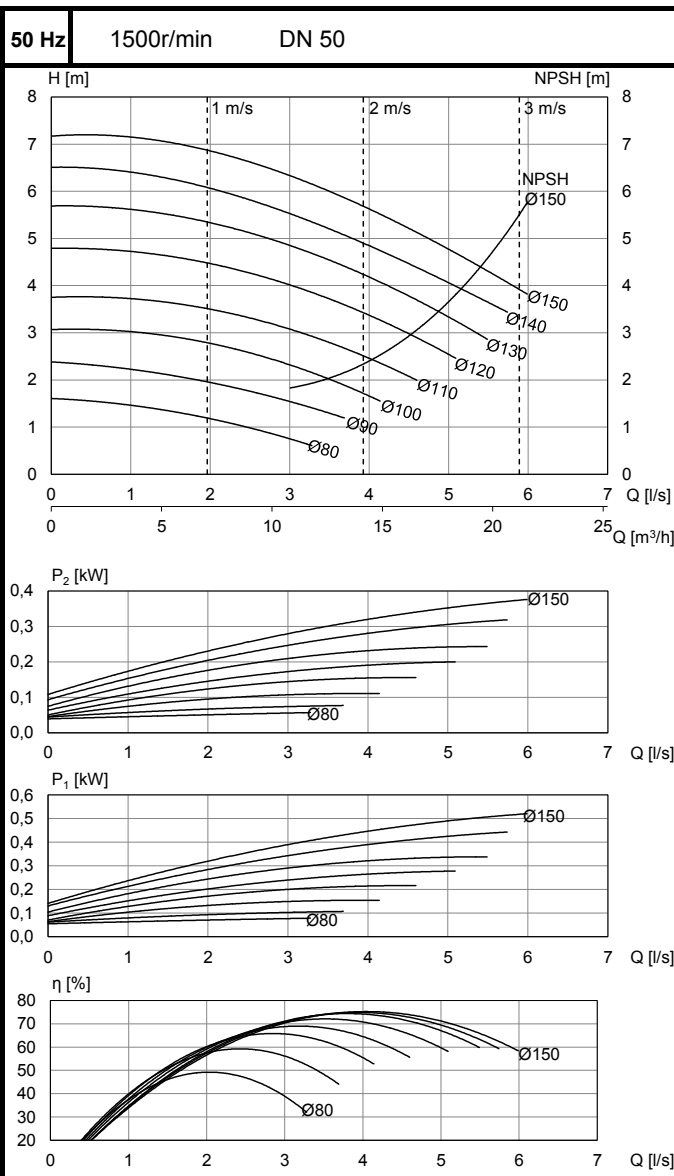 50 Hz 1500r/min DN 50
H [m] NPSH [m]
8 1 m/s 2 m/s 3 m/s 8
7 7
NPSH
6 Ø150 6
5 5
4 4
Ø150
Ø140
3 Ø130 3
Ø120
2 Ø110 2
Ø100
1 Ø90 1
Ø80
0 0
0 1 2 3 4 5 6 7 Q [l/s]
0 5 10 15 20 25 Q [m³/h]
P₂ [kW]
0,4
Ø150
0,3
0,2
0,1
Ø80
0,0
0 1 2 3 4 5 6 7 Q [l/s]
P₁ [kW]
0,6
0,5 Ø150
0,4
0,3
0,2
0,1 Ø80
0,0
0 1 2 3 4 5 6 7 Q [l/s]
η [%]
80
70
60 Ø150
50
40
30 Ø80
20
0 1 2 3 4 5 6 7 Q [l/s]